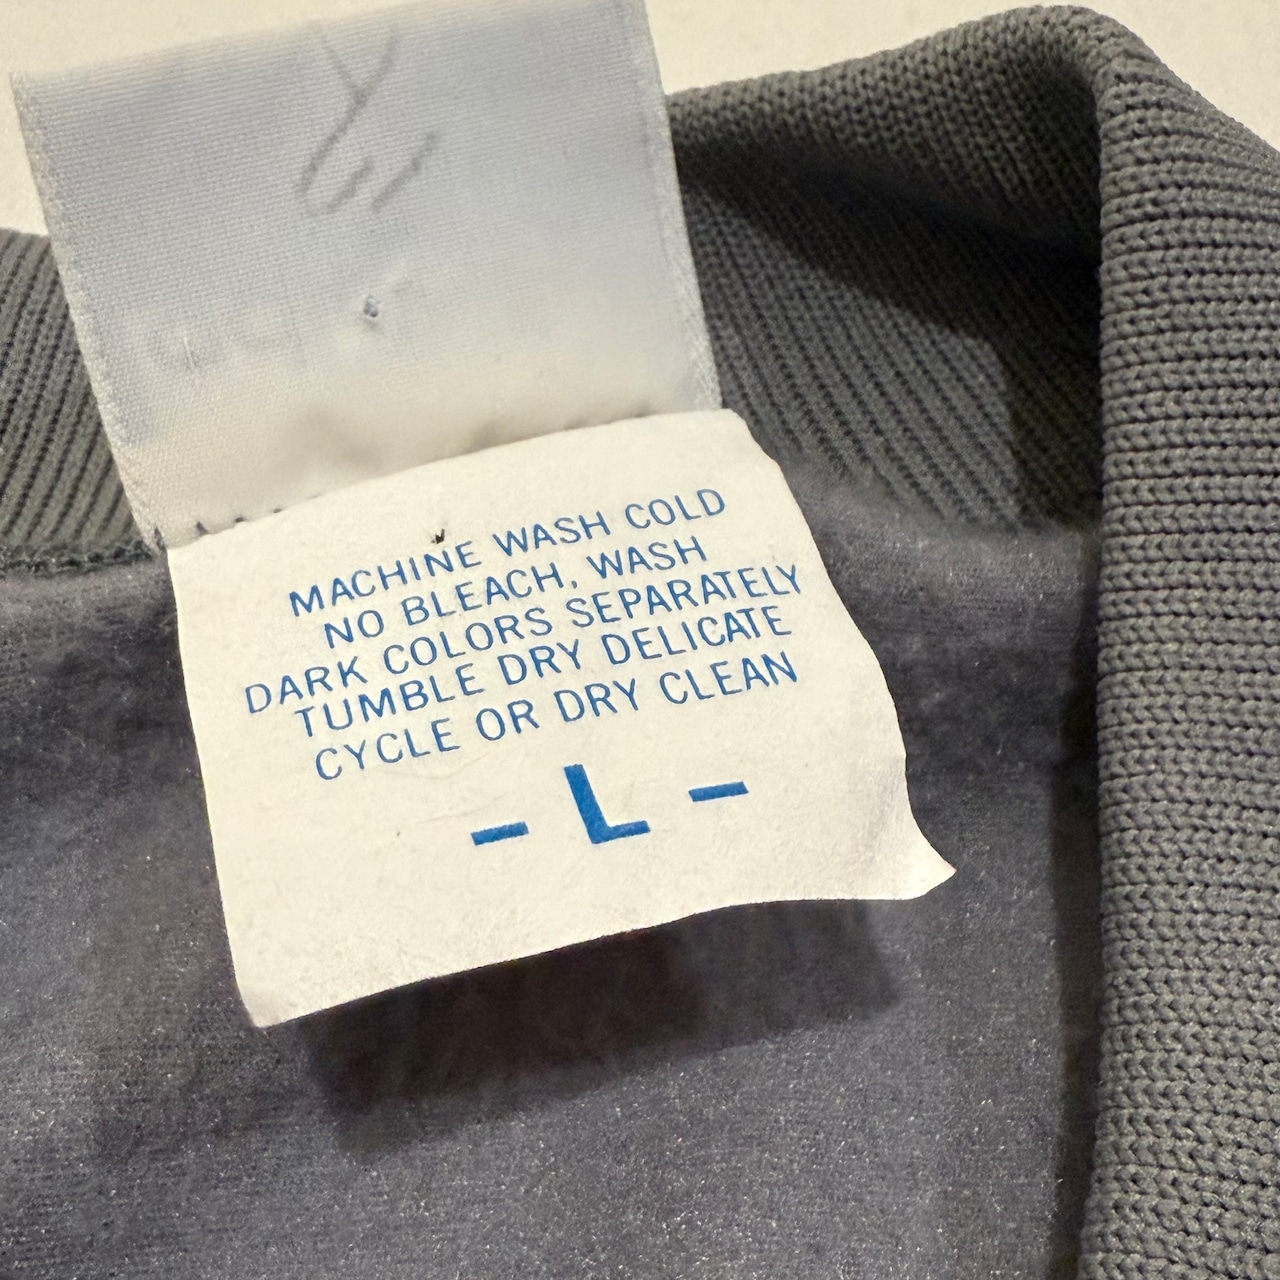 MACHINE WASH COLD
NO BLEACH, WASH
DARK COLORS SEPARATELY
TUMBLE DRY DELICATE
CYCLE OR DRY CLEAN
- L -